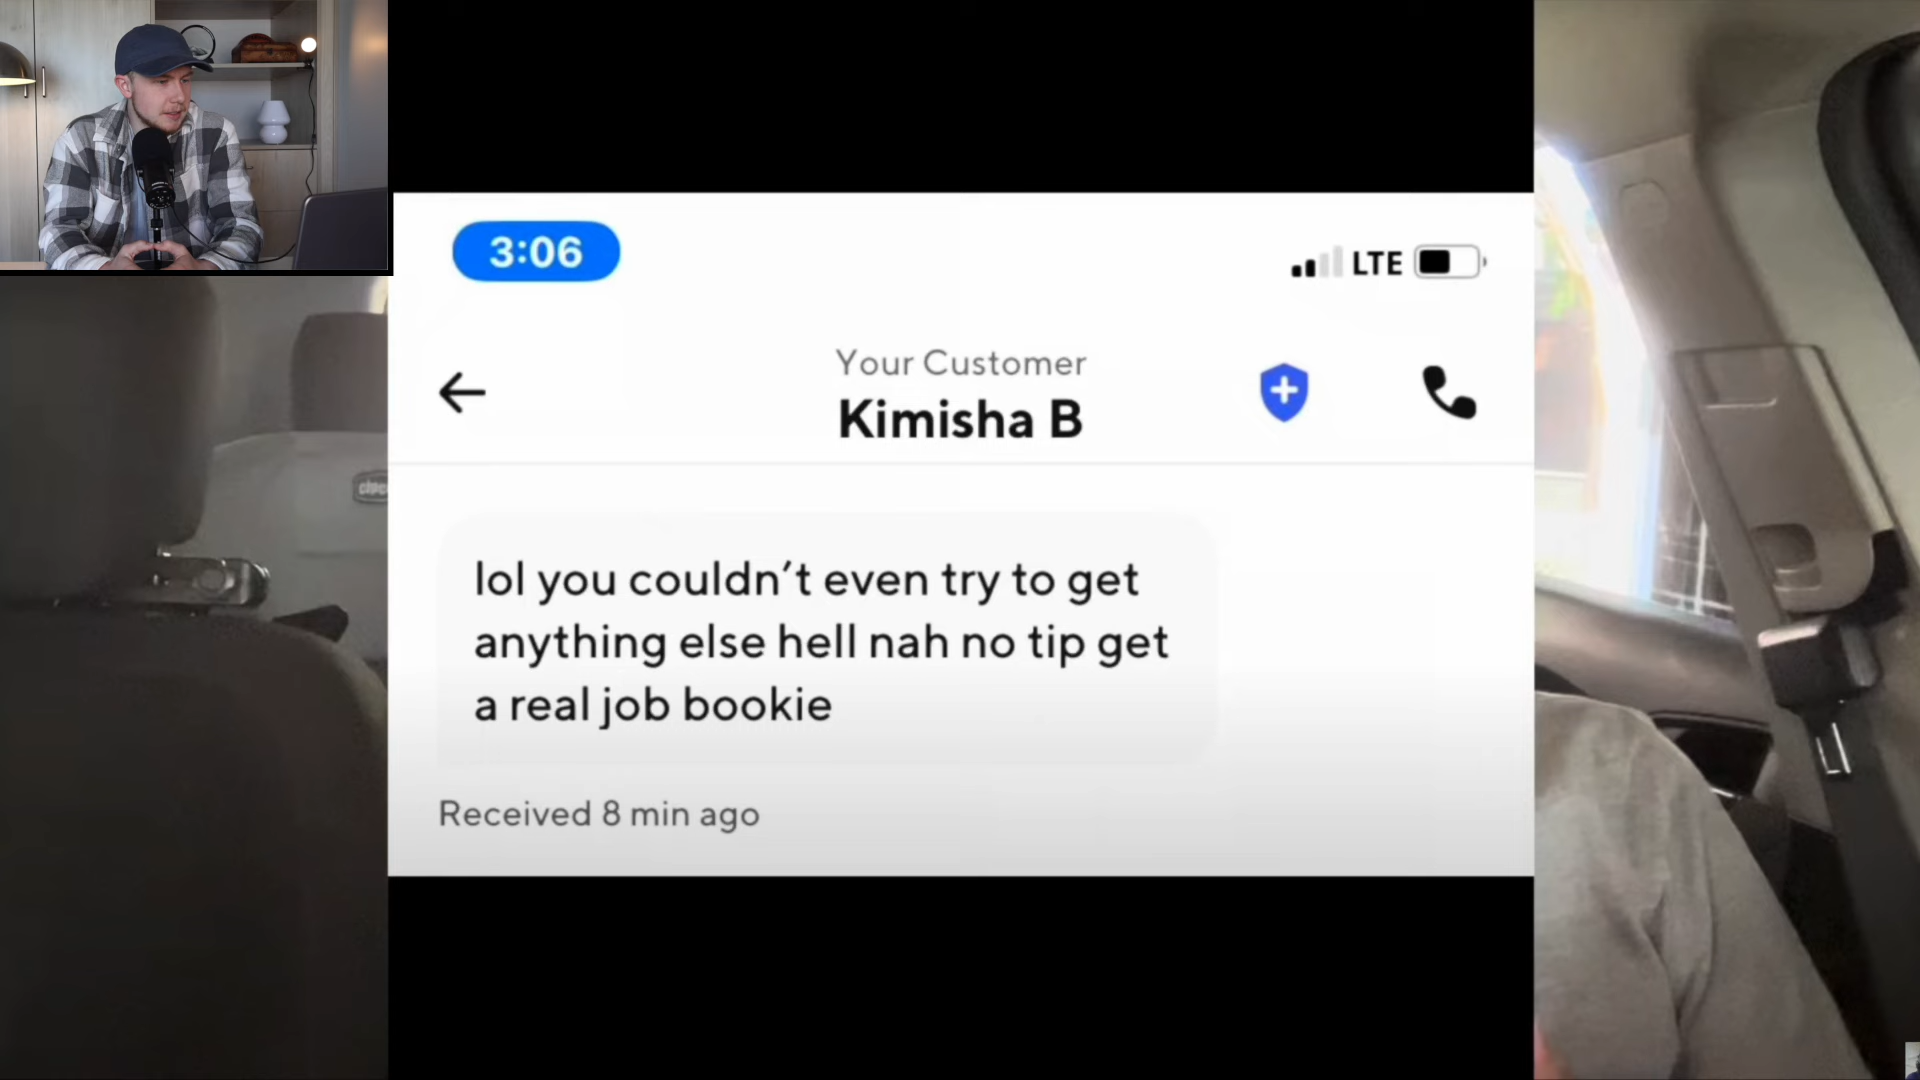 3:06
LTE
Your Customer
Kimisha B
lol you couldn't even try to get
anything else hell nah no tip get
a real job bookie
Received 8 min ago